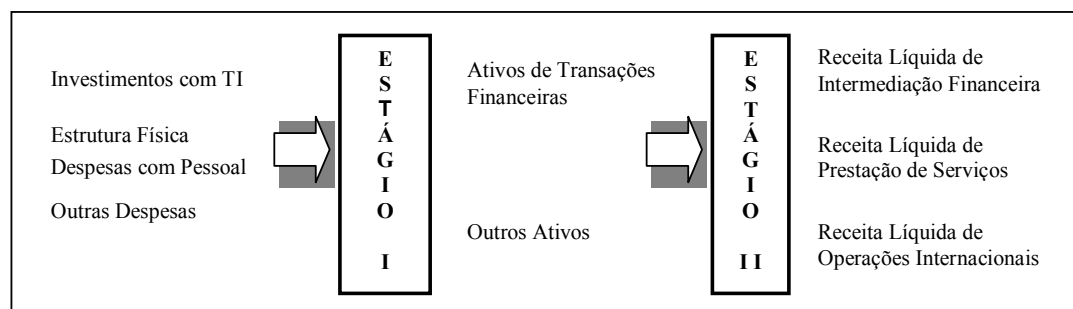 Investimentos com TI
Estrutura Física
Despesas com Pessoal
Outras Despesas
E
S
T
Á
G
I
O
I
Ativos de Transações
Financeiras
Outros Ativos
E
S
T
Á
G
I
O
I I
Receita Líquida de
Intermediação Financeira
Receita Líquida de
Prestação de Serviços
Receita Líquida de
Operações Internacionais